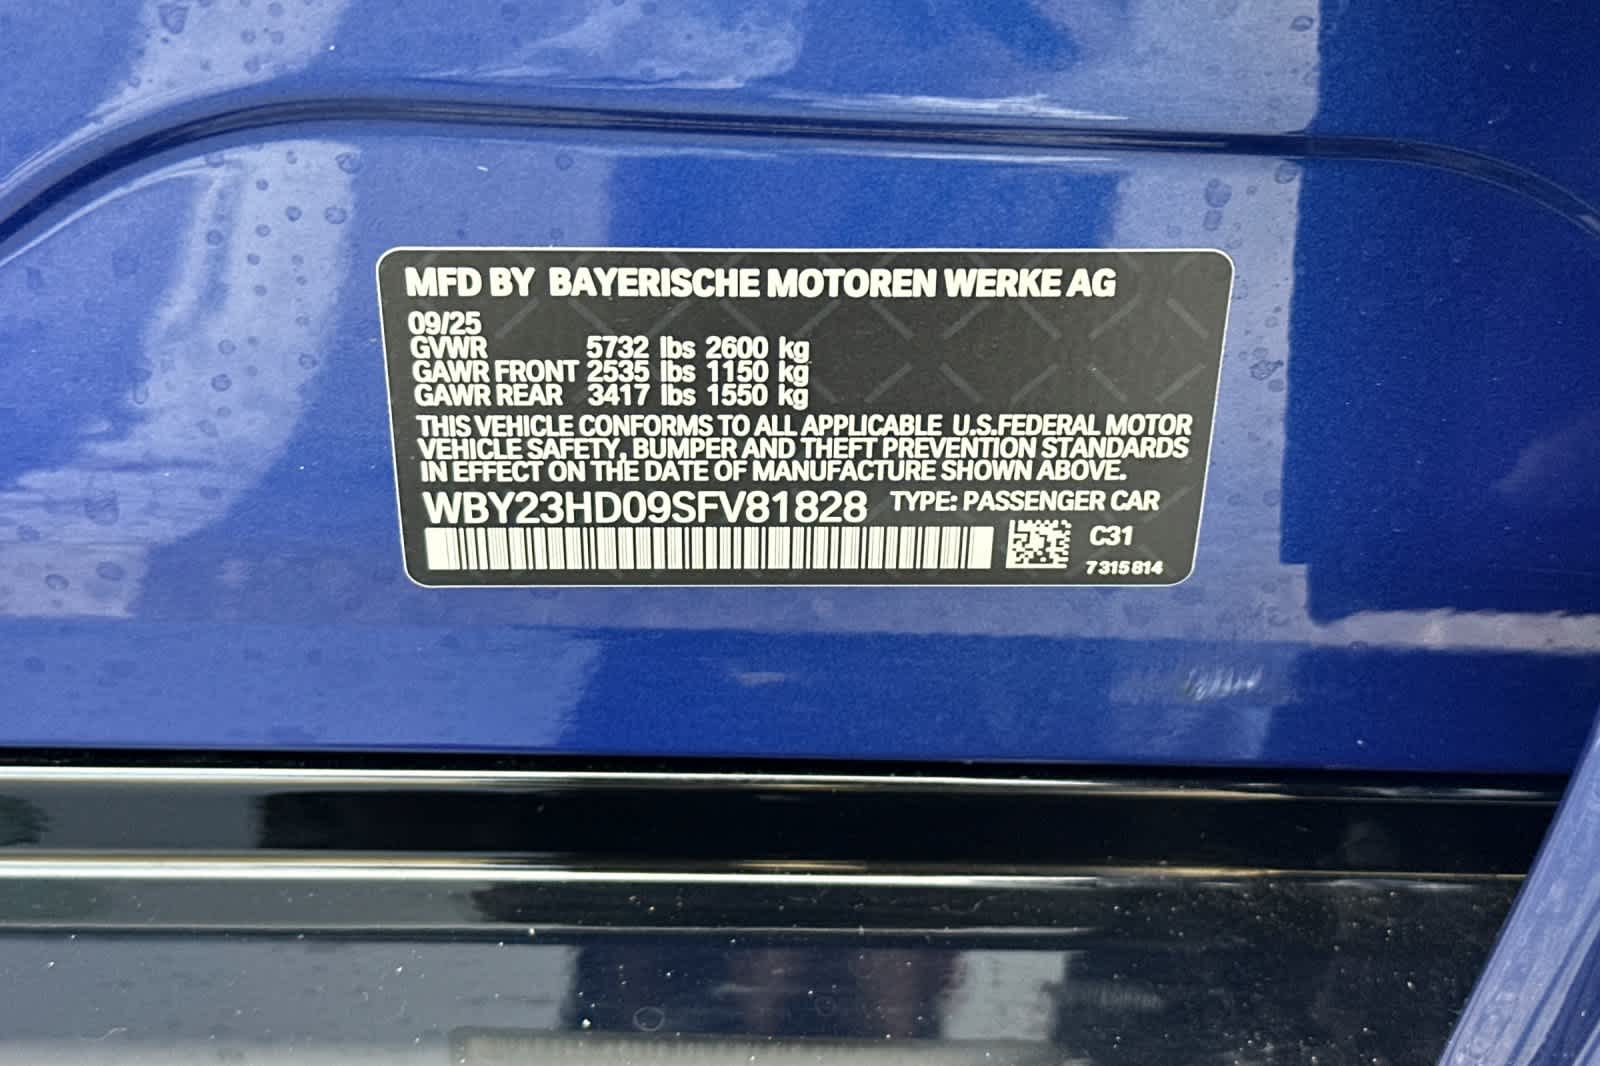 MFD BY BAYERISCHE MOTOREN WERKE AG
09/25
GVWR 5732 lbs 2600 kg
GAWR FRONT 2535 lbs 1150 kg
GAWR REAR 3417 lbs 1550 kg
THIS VEHICLE CONFORMS TO ALL APPLICABLE U.S.FEDERAL MOTOR
VEHICLE SAFETY, BUMPER AND THEFT PREVENTION STANDARDS
IN EFFECT ON THE DATE OF MANUFACTURE SHOWN ABOVE.
WBY23HD09SFV81828 TYPE: PASSENGER CAR
C31
7 315 814